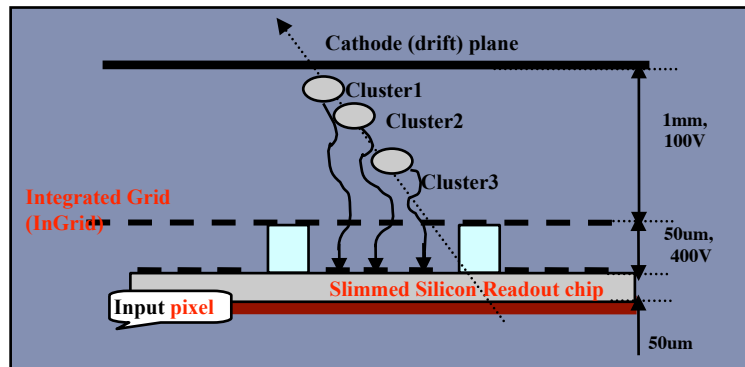 Cathode (drift) plane
Cluster1
Cluster2
1mm,
100V
Cluster3
Integrated Grid
(InGrid)
50um,
400V
Slimmed Silicon Readout chip
Input pixel
50um